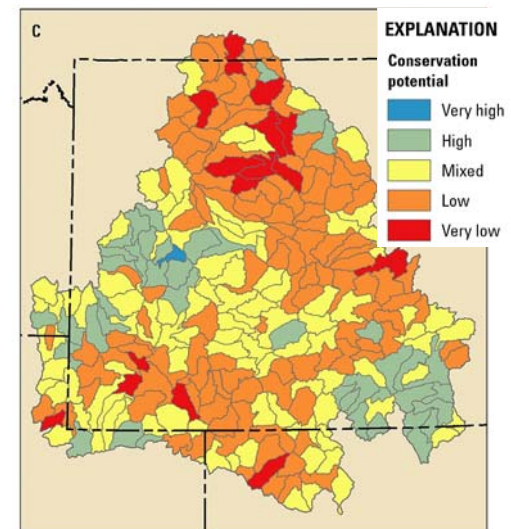 C
EXPLANATION
Conservation
potential
Very high
High
Mixed
Low
Very low